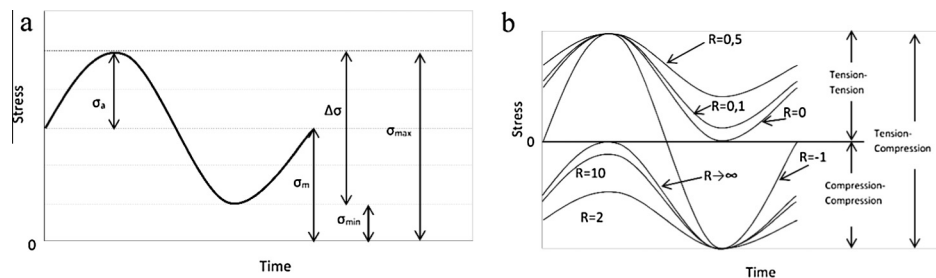 a
Stress
σa
Δσ
σmax
σm
σmin
0
Time
b
Stress
R=0,5
R=0,1
R=0
0
R=10
R→∞
R=-1
R=2
Tension-
Tension
Tension-
Compression
Compression-
Compression
Time